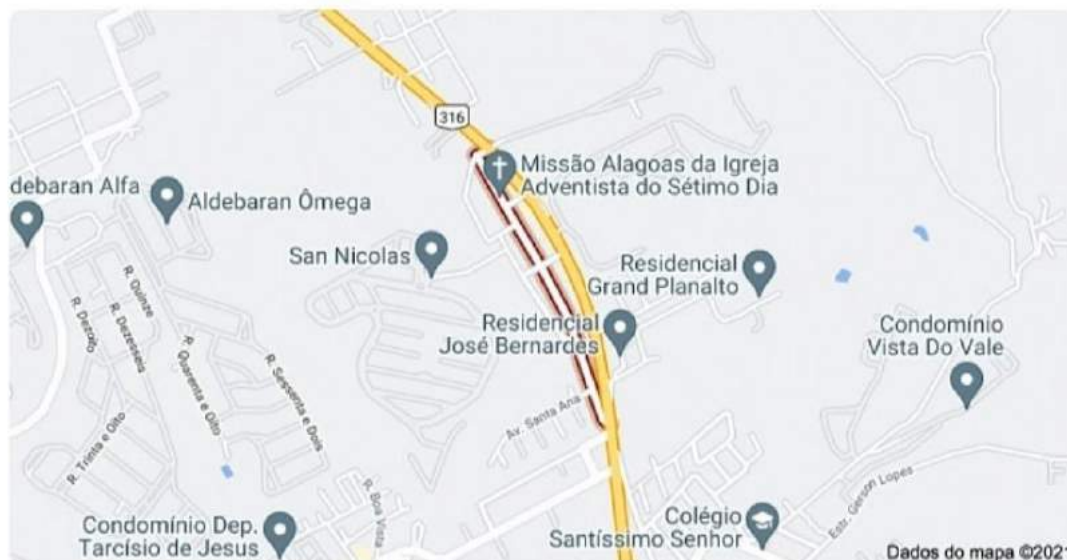 316
Missão Alagoas da Igreja
Adventista do Sétimo Dia
debaran Alfa
Aldebaran Ômega
San Nicolas
Residencial
Grand Planalto
Residencial
José Bernardes
Condomínio
Vista Do Vale
R. Quinze
R. Dezoito
R. Dezesseis
R. Quarenta e Oito
R. Sessenta e Dois
R. Trinta e Oito
Av. Santa Ana
R. Boa Vista
Estr. Gerson Lopes
Condomínio Dep.
Tarcísio de Jesus
Colégio
Santíssimo Senhor
Dados do mapa ©2021